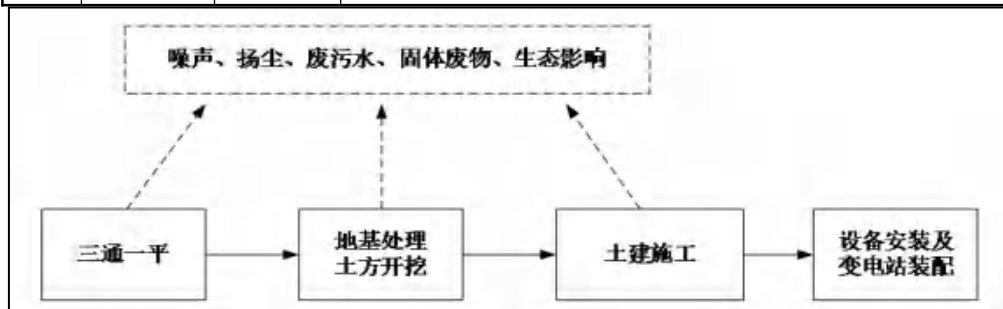 噪声、扬尘、废污水、固体废物、生态影响
三通一平
地基处理
土方开挖
土建施工
设备安装及
变电站装配